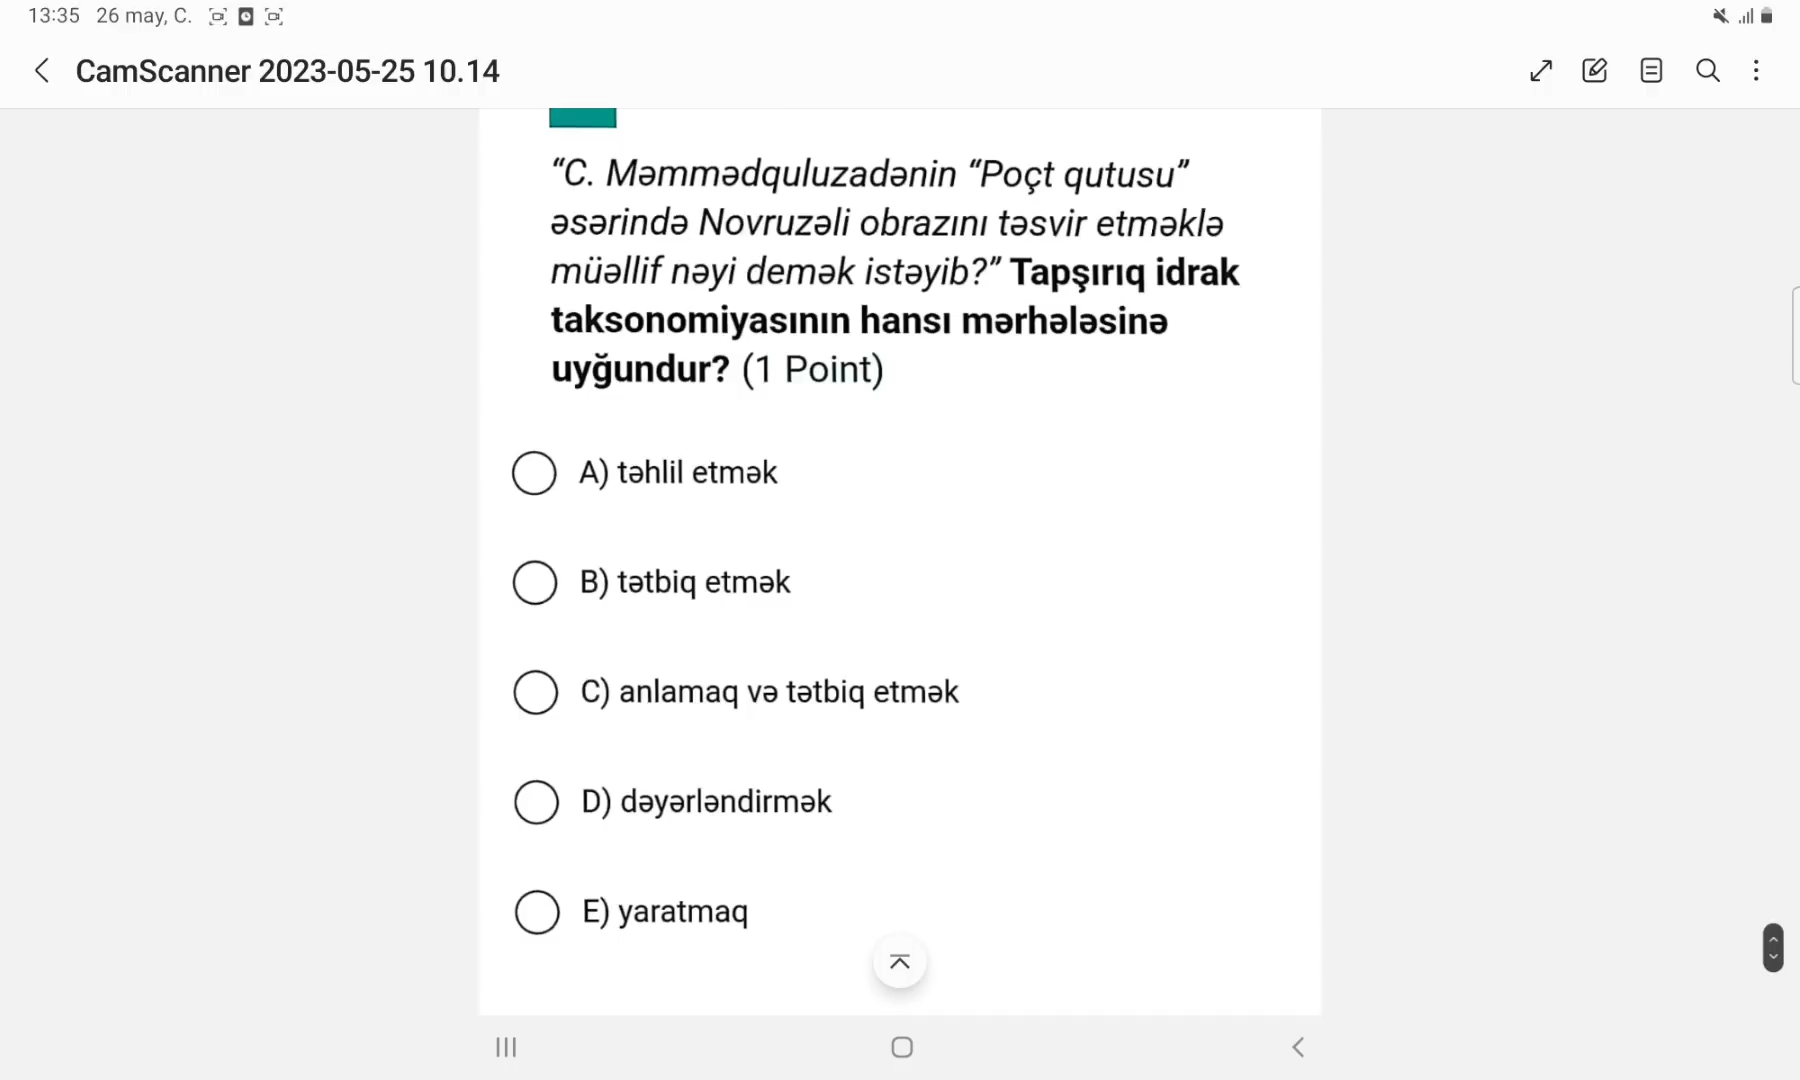 13:35 26 may, C.
CamScanner 2023-05-25 10.14
“C. Məmmədquluzadənin “Poçt qutusu”
əsərində Novruzəli obrazını təsvir etməklə
müəllif nəyi demək istəyib?” Tapşırıq idrak
taksonomiyasının hansı mərhələsinə
uyğundur? (1 Point)
A) təhlil etmək
B) tətbiq etmək
C) anlamaq və tətbiq etmək
D) dəyərləndirmək
E) yaratmaq